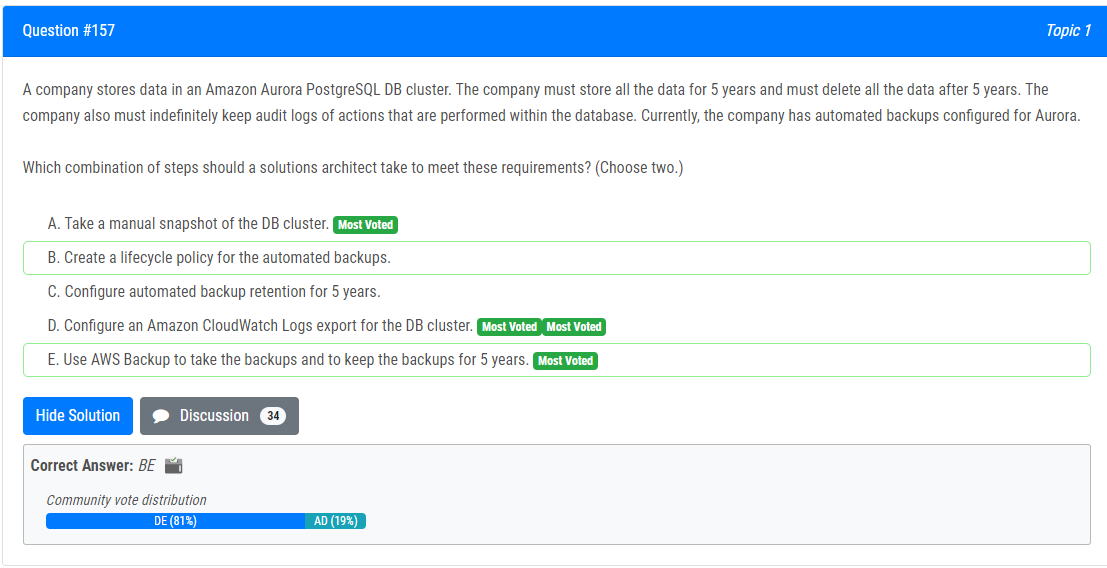 Question #157
Topic 1
A company stores data in an Amazon Aurora PostgreSQL DB cluster. The company must store all the data for 5 years and must delete all the data after 5 years. The
company also must indefinitely keep audit logs of actions that are performed within the database. Currently, the company has automated backups configured for Aurora.
Which combination of steps should a solutions architect take to meet these requirements? (Choose two.)
A. Take a manual snapshot of the DB cluster. Most Voted
B. Create a lifecycle policy for the automated backups.
C. Configure automated backup retention for 5 years.
D. Configure an Amazon CloudWatch Logs export for the DB cluster. Most Voted Most Voted
E. Use AWS Backup to take the backups and to keep the backups for 5 years. Most Voted
Hide Solution Discussion 34
Correct Answer: BE
Community vote distribution
DE (81%) AD (19%)